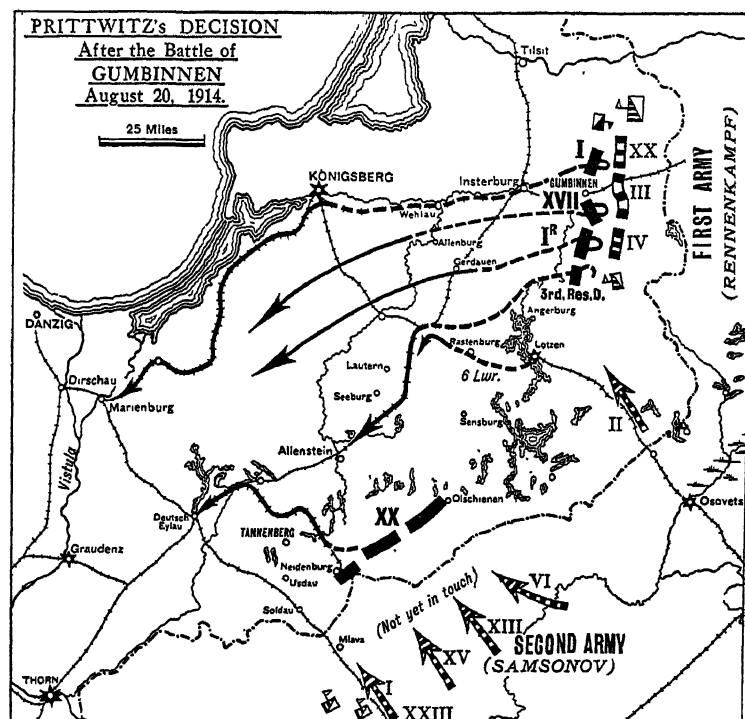 PRITTWITZ's DECISION
After the Battle of
GUMBINNEN
August 20, 1914.
25 Miles
Tilsit
KÖNIGSBERG
Insterburg
GUMBINNEN
I
XX
XVII
III
Wehlau
Allenburg
I R
IV
Gerdauen
3rd. Res. D.
FIRST ARMY
(RENNENKAMPF)
Angerburg
DANZIG
Rastenburg
Lotzen
Lautern
6 Lwr.
Dirschau
Seeburg
Marienburg
Sensburg
II
Allenstein
Vistula
Olschienen
Osovets
XX
Deutsch
Eylau
TANNENBERG
Graudenz
Neidenburg
Usdau
Soldau
(Not yet in touch)
VI
Mlava
XIII
SECOND ARMY
(SAMSONOV)
XV
THORN
I
XXIII